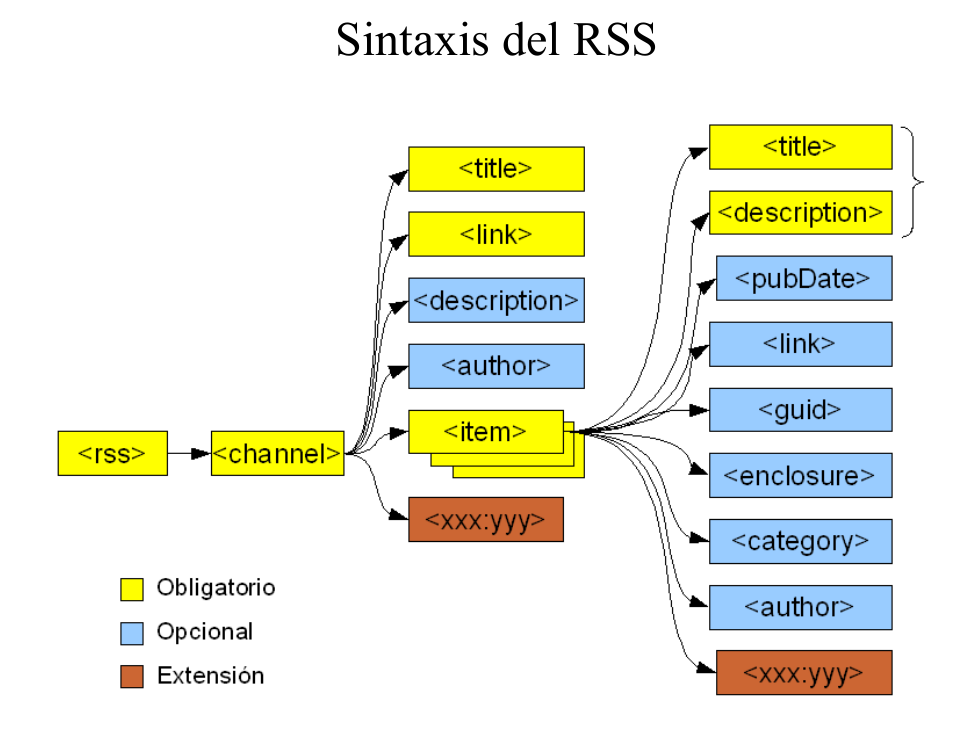 Sintaxis del RSS
<rss>
<channel>
<title>
<link>
<description>
<author>
<item>
<xxx:yyy>
<title>
<description>
<pubDate>
<link>
<guid>
<enclosure>
<category>
<author>
<xxx:yyy>
Obligatorio
Opcional
Extensión